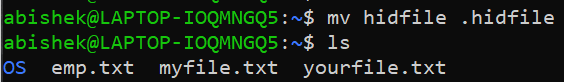 abishek@LAPTOP-IOQMNGQ5:~$ mv hidfile .hidfile
abishek@LAPTOP-IOQMNGQ5:~$ ls
OS  emp.txt  myfile.txt  yourfile.txt